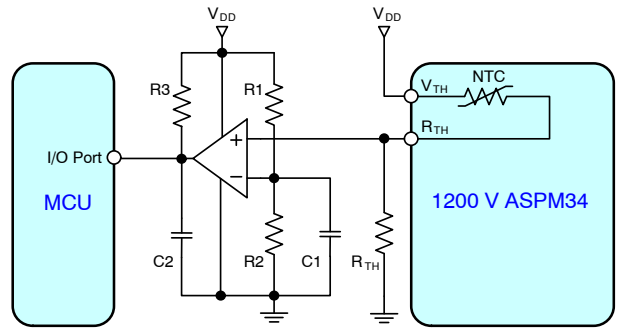 VDD
VDD
R3
R1
VTH
NTC
+
RTH
I/O Port
−
MCU
1200 V ASPM34
C2
R2
C1
RTH